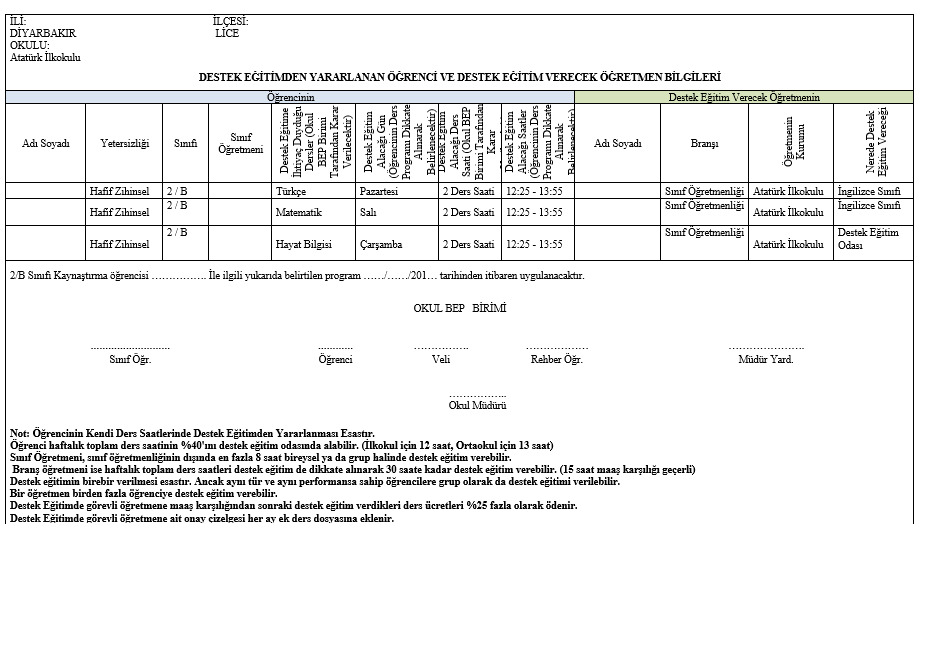 İLİ: İLÇESİ:
DİYARBAKIR LİCE
OKULU:
Atatürk İlkokulu
DESTEK EĞİTİMDEN YARARLANAN ÖĞRENCİ VE DESTEK EĞİTİM VERECEK ÖĞRETMEN BİLGİLERİ
Öğrencinin Destek Eğitim Verecek Öğretmenin
Adı Soyadı
Yetersizliği
Sınıfı
Sınıf
Öğretmeni
Destek Eğitime
İhtiyaç Duyduğu
Dersler (Okul
BEP Birimi
Tarafından Karar
Verilecektir)
Destek Eğitim
Alacağı Gün
(Öğrencinin Ders
Programı Dikkate
Alınarak
Belirlenecektir)
Destek Eğitim
Alacağı Ders
Saati (Okul BEP
Birimi Tarafından
Karar
Destek Eğitim
Alacağı Saatler
(Öğrencinin Ders
Programı Dikkate
Alınarak
Belirlenecektir)
Adı Soyadı
Branşı
Öğretmenin
Kurumu
Nerede Destek
Eğitim Vereceği
Hafif Zihinsel 2 / B Türkçe Pazartesi 2 Ders Saati 12:25 - 13:55 Sınıf Öğretmenliği Atatürk İlkokulu İngilizce Sınıfı
Hafif Zihinsel 2 / B Matematik Salı 2 Ders Saati 12:25 - 13:55 Sınıf Öğretmenliği Atatürk İlkokulu İngilizce Sınıfı
Hafif Zihinsel 2 / B Hayat Bilgisi Çarşamba 2 Ders Saati 12:25 - 13:55 Sınıf Öğretmenliği Atatürk İlkokulu Destek Eğitim
Odası
2/B Sınıfı Kaynaştırma öğrencisi ……………. İle ilgili yukarıda belirtilen program ……/……/201… tarihinden itibaren uygulanacaktır.
OKUL BEP BİRİMİ
........................... ............ ……………. ……………… ………………….
Sınıf Öğr. Öğrenci Veli Rehber Öğr. Müdür Yard.
……………..
Okul Müdürü
Not: Öğrencinin Kendi Ders Saatlerinde Destek Eğitimden Yararlanması Esastır.
Öğrenci haftalık toplam ders saatinin %40'ını destek eğitim odasında alabilir. (İlkokul için 12 saat, Ortaokul için 13 saat)
Sınıf Öğretmeni, sınıf öğretmenliğinin dışında en fazla 8 saat bireysel ya da grup halinde destek eğitim verebilir.
Branş öğretmeni ise haftalık toplam ders saatleri destek eğitim de dikkate alınarak 30 saate kadar destek eğitim verebilir. (15 saat maaş karşılığı geçerli)
Destek eğitimin birebir verilmesi esastır. Ancak aynı tür ve aynı performansa sahip öğrencilere grup olarak da destek eğitimi verilebilir.
Bir öğretmen birden fazla öğrenciye destek eğitim verebilir.
Destek Eğitimde görevli öğretmene maaş karşılığından sonraki destek eğitim verdikleri ders ücretleri %25 fazla olarak ödenir.
Destek Eğitimde görevli öğretmene ait onay çizelgesi her ay ek ders dosyasına eklenir.